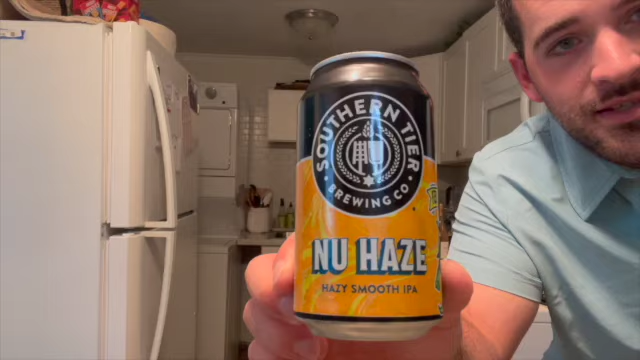 SOUTHERN TIER
BREWING CO.
NU HAZE
HAZY SMOOTH IPA